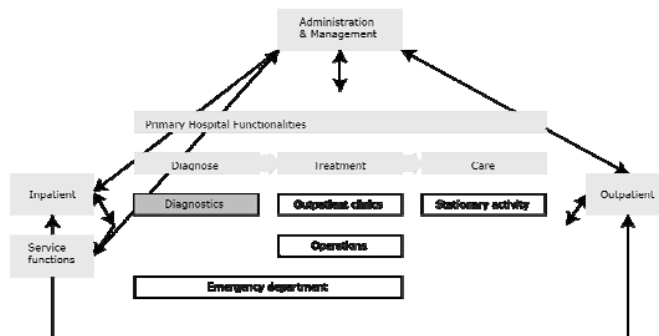 Administration
& Management
Primary Hospital Functionalities
Diagnose
Treatment
Care
Inpatient
Diagnostics
Outpatient clinics
Stationary activity
Outpatient
Service
functions
Operations
Emergency department